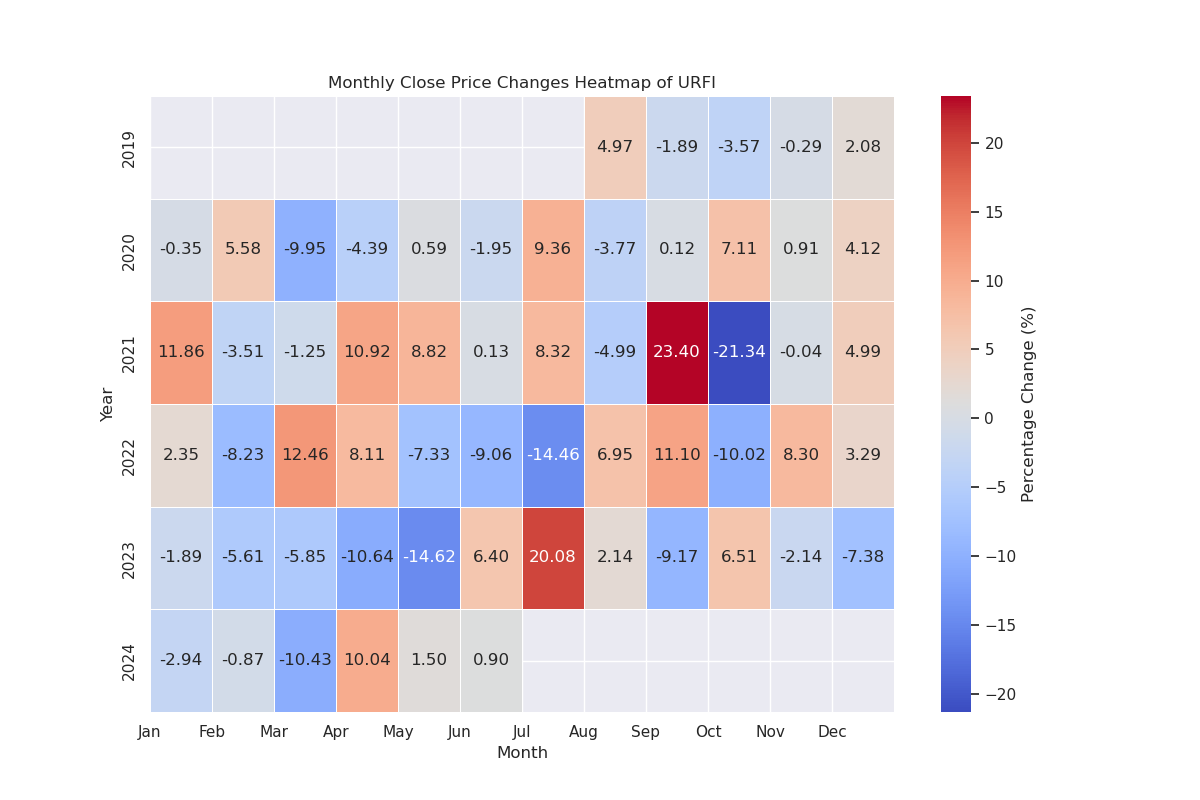 Monthly Close Price Changes Heatmap of URFI
2019 4.97 -1.89 -3.57 -0.29 2.08
2020 -0.35 5.58 -9.95 -4.39 0.59 -1.95 9.36 -3.77 0.12 7.11 0.91 4.12
2021 11.86 -3.51 -1.25 10.92 8.82 0.13 8.32 -4.99 23.40 -21.34 -0.04 4.99
2022 2.35 -8.23 12.46 8.11 -7.33 -9.06 -14.46 6.95 11.10 -10.02 8.30 3.29
2023 -1.89 -5.61 -5.85 -10.64 -14.62 6.40 20.08 2.14 -9.17 6.51 -2.14 -7.38
2024 -2.94 -0.87 -10.43 10.04 1.50 0.90
Year
Jan Feb Mar Apr May Jun Jul Aug Sep Oct Nov Dec
Month
20
15
10
5
0
−5
−10
−15
−20
Percentage Change (%)